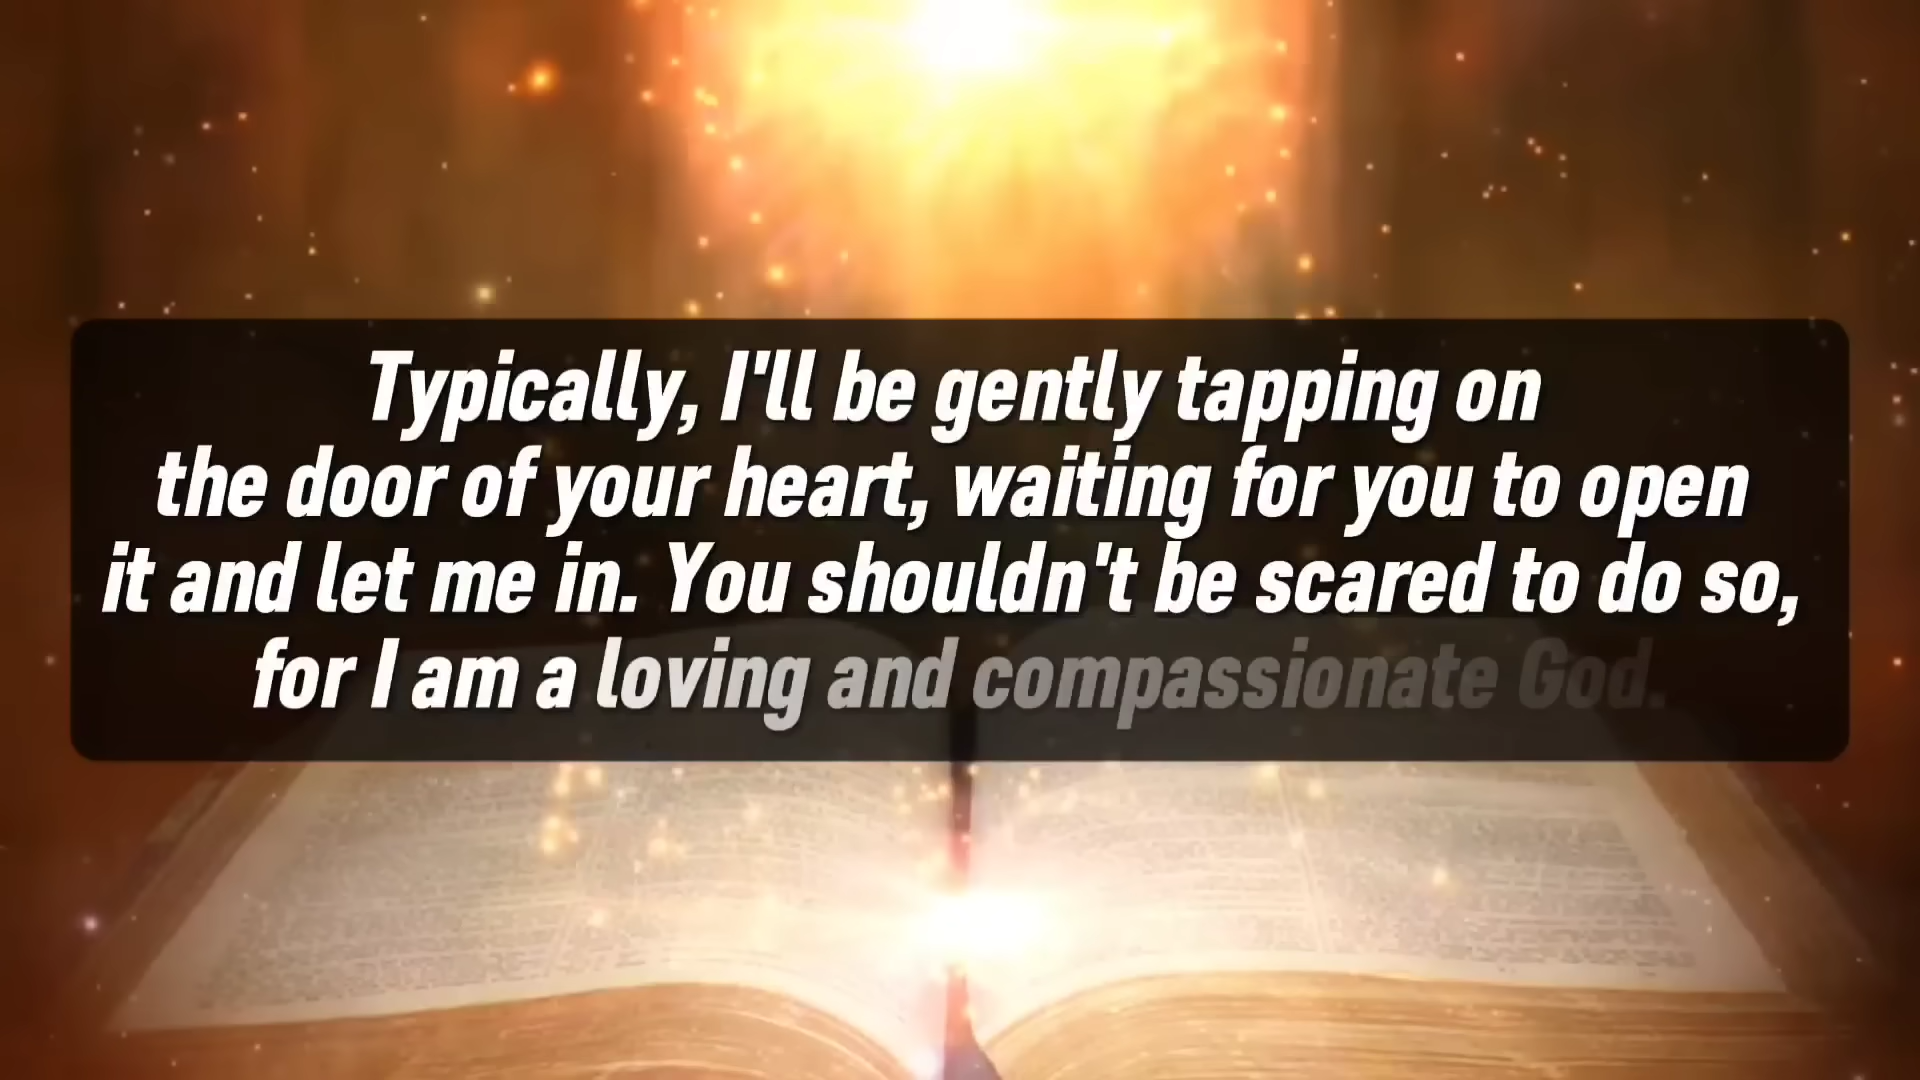 Typically, I'll be gently tapping on
the door of your heart, waiting for you to open
it and let me in. You shouldn't be scared to do so,
for I am a loving and compassionate God.